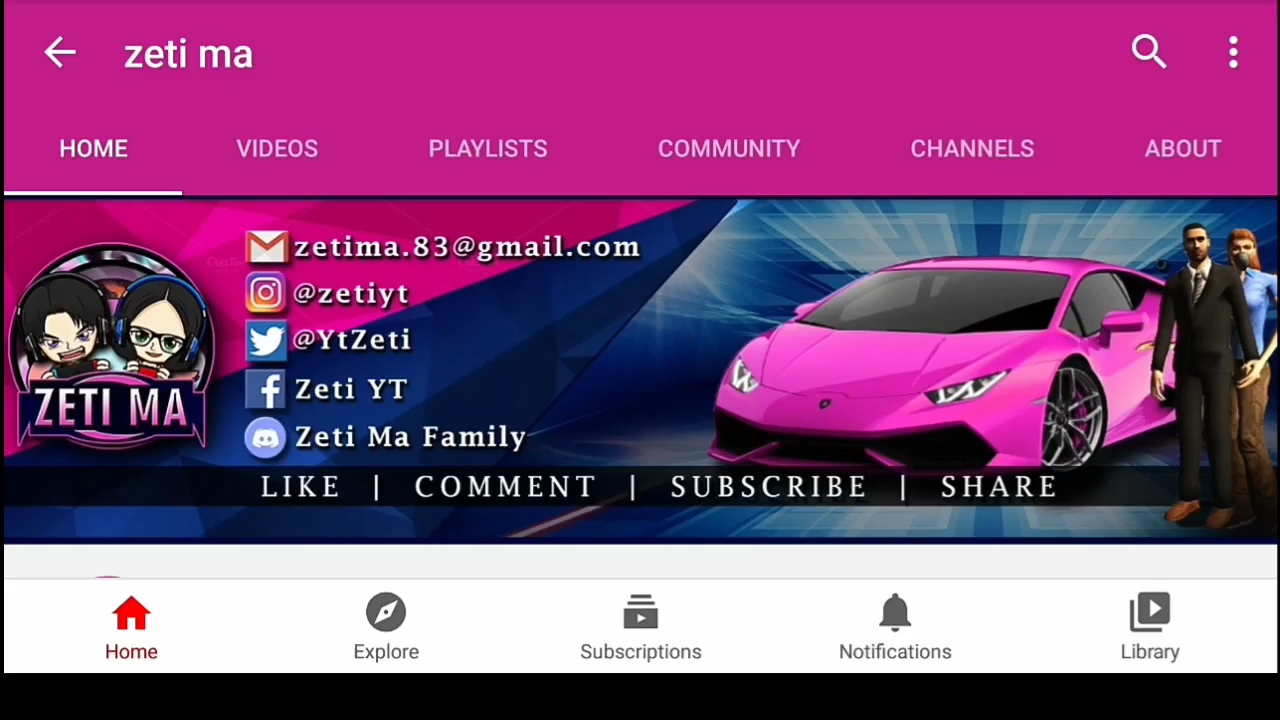 zeti ma
HOME VIDEOS PLAYLISTS COMMUNITY CHANNELS ABOUT
zetima.83@gmail.com
@zetiyt
@YtZeti
Zeti YT
Zeti Ma Family
ZETI MA
LIKE | COMMENT | SUBSCRIBE | SHARE
Home Explore Subscriptions Notifications Library